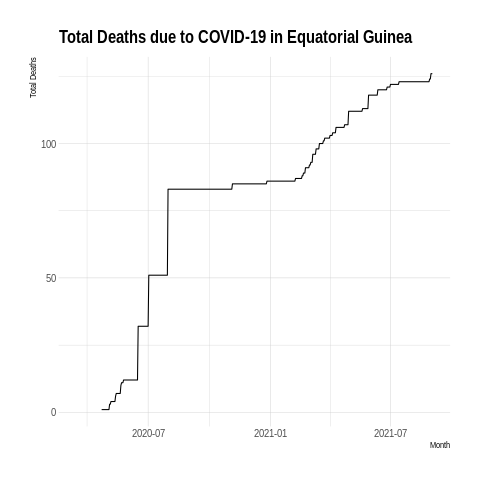 Total Deaths due to COVID-19 in Equatorial Guinea
Total Deaths
100
50
0
2020-07
2021-01
2021-07
Month